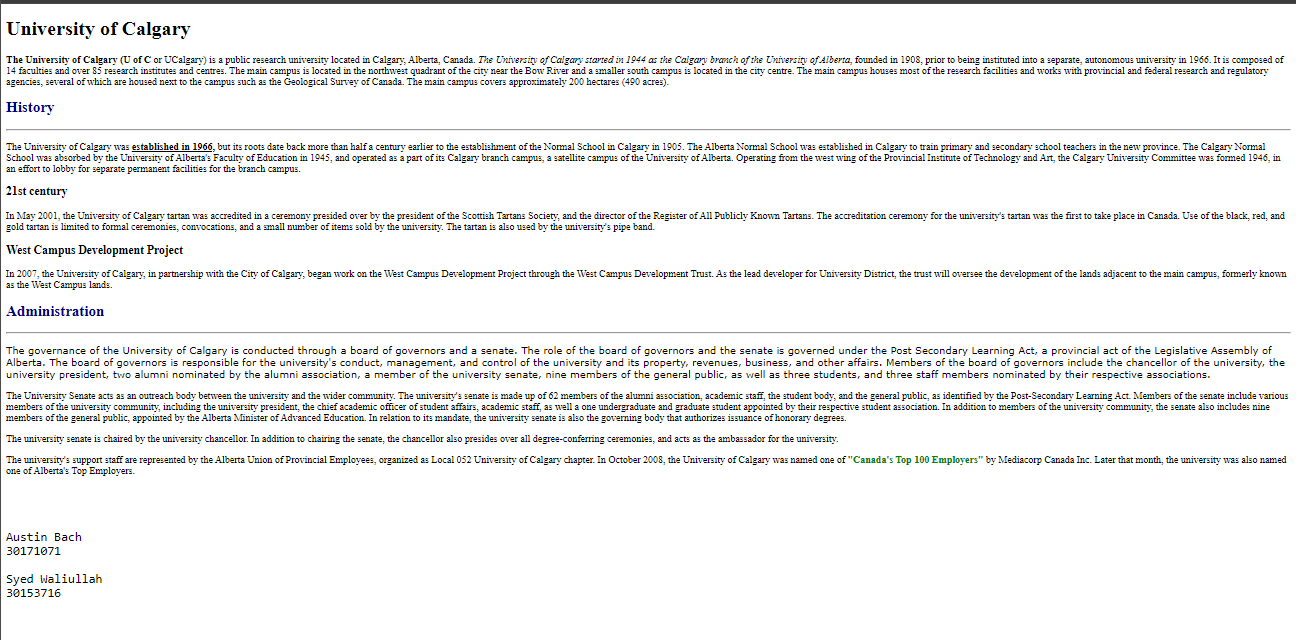 University of Calgary
The University of Calgary (U of C or UCalgary) is a public research university located in Calgary, Alberta, Canada. The University of Calgary started in 1944 as the Calgary branch of the University of Alberta, founded in 1908, prior to being instituted into a separate, autonomous university in 1966. It is composed of
14 faculties and over 85 research institutes and centres. The main campus is located in the northwest quadrant of the city near the Bow River and a smaller south campus is located in the city centre. The main campus houses most of the research facilities and works with provincial and federal research and regulatory
agencies, several of which are housed next to the campus such as the Geological Survey of Canada. The main campus covers approximately 200 hectares (490 acres).
History
The University of Calgary was established in 1966, but its roots date back more than half a century earlier to the establishment of the Normal School in Calgary in 1905. The Alberta Normal School was established in Calgary to train primary and secondary school teachers in the new province. The Calgary Normal
School was absorbed by the University of Alberta's Faculty of Education in 1945, and operated as a part of its Calgary branch campus, a satellite campus of the University of Alberta. Operating from the west wing of the Provincial Institute of Technology and Art, the Calgary University Committee was formed 1946, in
an effort to lobby for separate permanent facilities for the branch campus.
21st century
In May 2001, the University of Calgary tartan was accredited in a ceremony presided over by the president of the Scottish Tartans Society, and the director of the Register of All Publicly Known Tartans. The accreditation ceremony for the university's tartan was the first to take place in Canada. Use of the black, red, and
gold tartan is limited to formal ceremonies, convocations, and a small number of items sold by the university. The tartan is also used by the university's pipe band.
West Campus Development Project
In 2007, the University of Calgary, in partnership with the City of Calgary, began work on the West Campus Development Project through the West Campus Development Trust. As the lead developer for University District, the trust will oversee the development of the lands adjacent to the main campus, formerly known
as the West Campus lands.
Administration
The governance of the University of Calgary is conducted through a board of governors and a senate. The role of the board of governors and the senate is governed under the Post Secondary Learning Act, a provincial act of the Legislative Assembly of
Alberta. The board of governors is responsible for the university's conduct, management, and control of the university and its property, revenues, business, and other affairs. Members of the board of governors include the chancellor of the university, the
university president, two alumni nominated by the alumni association, a member of the university senate, nine members of the general public, as well as three students, and three staff members nominated by their respective associations.
The University Senate acts as an outreach body between the university and the wider community. The university's senate is made up of 62 members of the alumni association, academic staff, the student body, and the general public, as identified by the Post-Secondary Learning Act. Members of the senate include various
members of the university community, including the university president, the chief academic officer of student affairs, academic staff, as well a one undergraduate and graduate student appointed by their respective student association. In addition to members of the university community, the senate also includes nine
members of the general public, appointed by the Alberta Minister of Advanced Education. In relation to its mandate, the university senate is also the governing body that authorizes issuance of honorary degrees.
The university senate is chaired by the university chancellor. In addition to chairing the senate, the chancellor also presides over all degree-conferring ceremonies, and acts as the ambassador for the university.
The university's support staff are represented by the Alberta Union of Provincial Employees, organized as Local 052 University of Calgary chapter. In October 2008, the University of Calgary was named one of "Canada's Top 100 Employers" by Mediacorp Canada Inc. Later that month, the university was also named
one of Alberta's Top Employers.
Austin Bach
30171071
Syed Waliullah
30153716